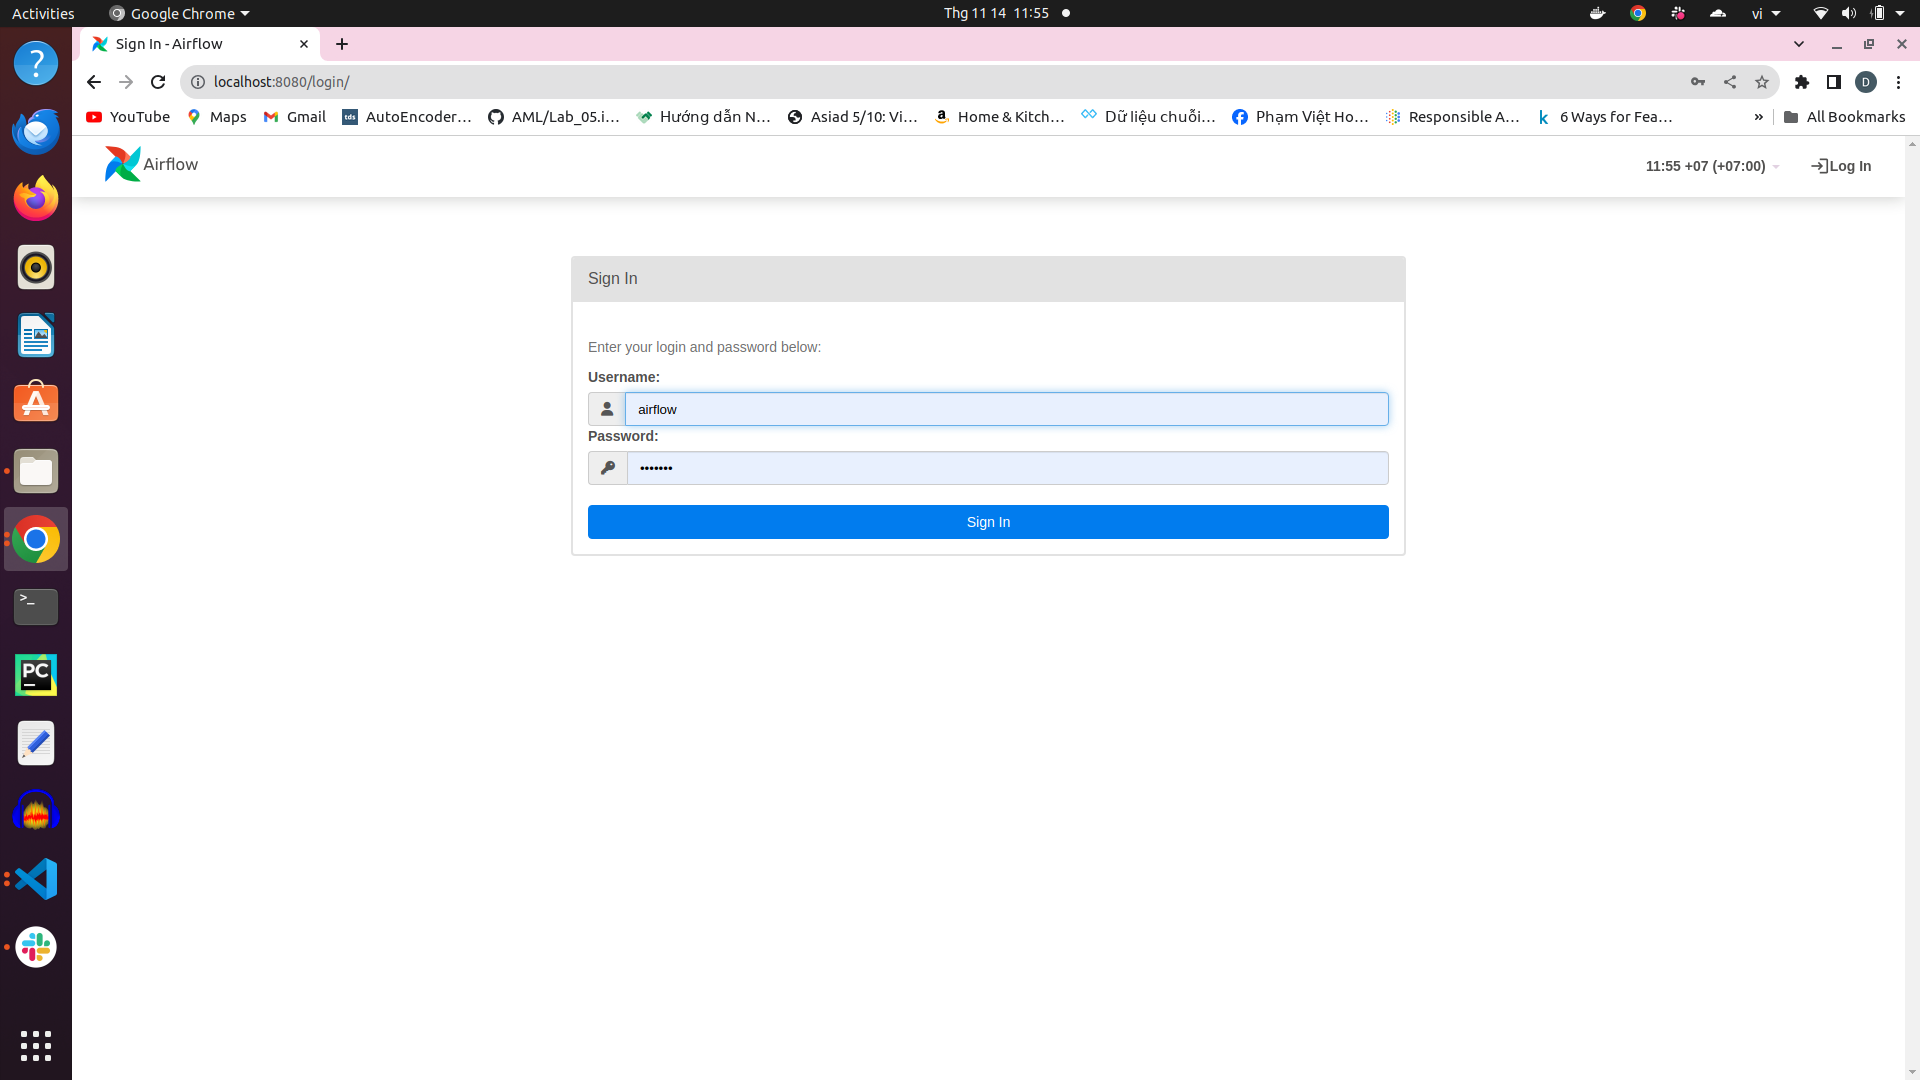 Activities
Google Chrome
Thg 11 14 11:55
vi
Sign In - Airflow
localhost:8080/login/
D
YouTube
Maps
Gmail
tds
AutoEncoder...
AML/Lab_05.i...
Hướng dẫn N...
Asiad 5/10: Vi...
Home & Kitch...
Dữ liệu chuỗi...
Phạm Việt Ho...
Responsible A...
6 Ways for Fea...
»
All Bookmarks
Airflow
11:55 +07 (+07:00)
Log In
Sign In
Enter your login and password below:
Username:
airflow
Password:
•••••••
Sign In
PC